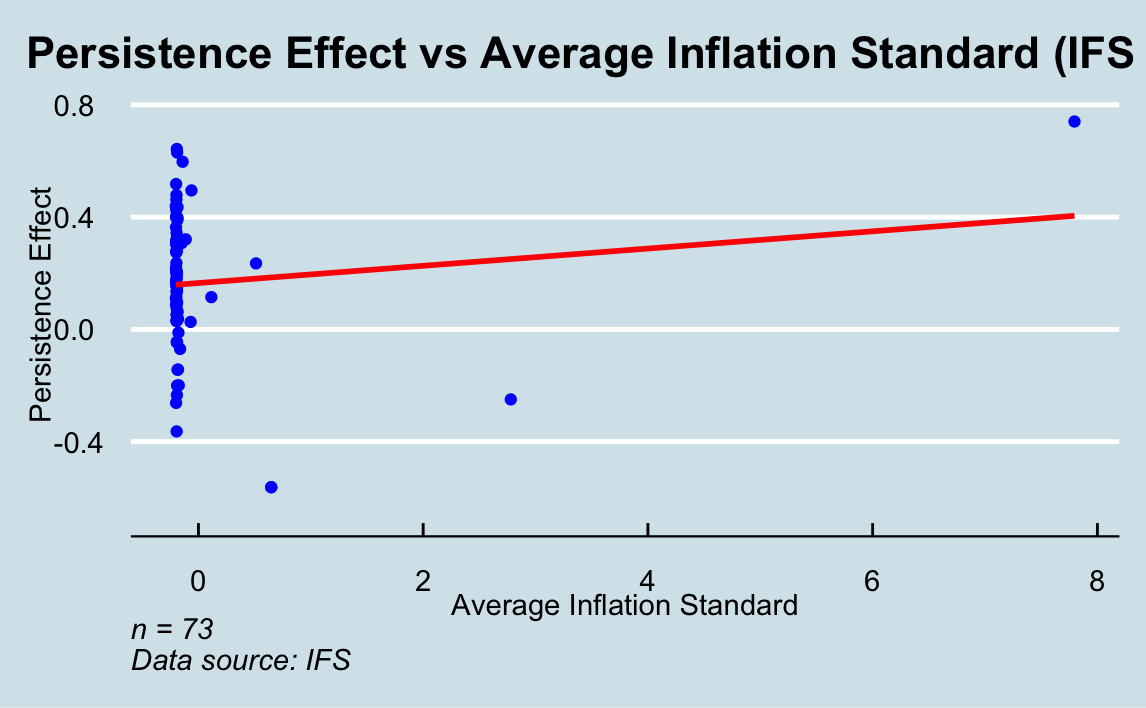 Persistence Effect vs Average Inflation Standard (IFS
0.8
0.4
0.0
-0.4
Persistence Effect
0 2 4 6 8
Average Inflation Standard
n = 73
Data source: IFS